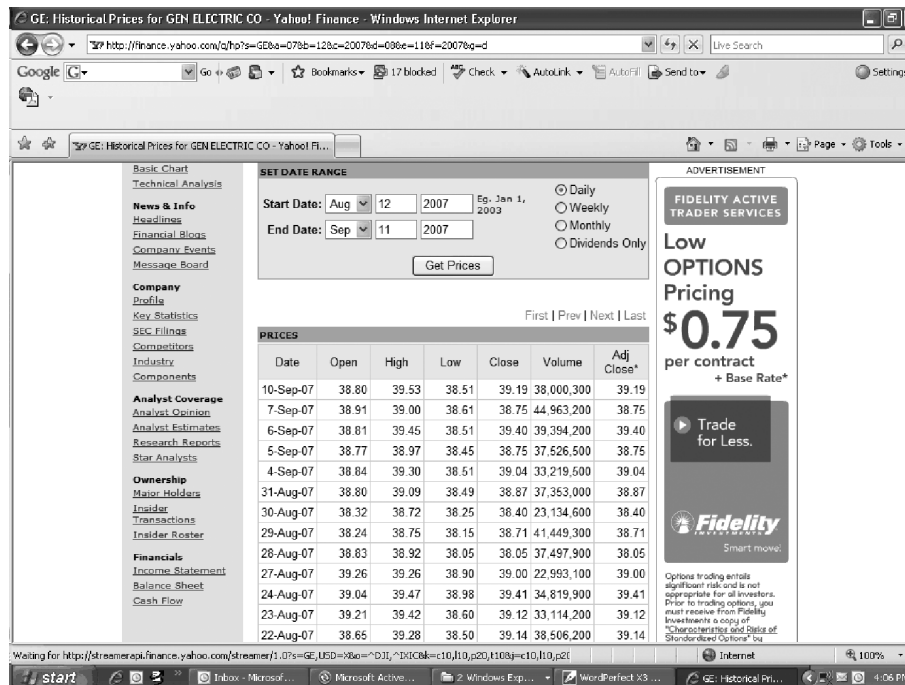 GE: Historical Prices for GEN ELECTRIC CO - Yahoo! Finance - Windows Internet Explorer
http://finance.yahoo.com/q/hp?s=GE&a=07&b=12&c=2007&d=08&e=11&f=2007&g=d
Live Search
Google
Go
Bookmarks
17 blocked
Check
AutoLink
AutoFill
Send to
Settings
GE: Historical Prices for GEN ELECTRIC CO - Yahoo! Fi...
Page
Tools
Basic Chart
Technical Analysis
News & Info
Headlines
Financial Blogs
Company Events
Message Board
Company
Profile
Key Statistics
SEC Filings
Competitors
Industry
Components
Analyst Coverage
Analyst Opinion
Analyst Estimates
Research Reports
Star Analysts
Ownership
Major Holders
Insider
Transactions
Insider Roster
Financials
Income Statement
Balance Sheet
Cash Flow
SET DATE RANGE
Start Date: Aug 12 2007 Eg. Jan 1, 2003
End Date: Sep 11 2007
Daily
Weekly
Monthly
Dividends Only
Get Prices
First | Prev | Next | Last
PRICES
Date Open High Low Close Volume Adj Close*
10-Sep-07 38.80 39.53 38.51 39.19 38,000,300 39.19
7-Sep-07 38.91 39.00 38.61 38.75 44,963,200 38.75
6-Sep-07 38.81 39.45 38.51 39.40 39,394,200 39.40
5-Sep-07 38.77 38.97 38.45 38.75 37,526,500 38.75
4-Sep-07 38.84 39.30 38.51 39.04 33,219,500 39.04
31-Aug-07 38.80 39.09 38.49 38.87 37,353,000 38.87
30-Aug-07 38.32 38.72 38.25 38.40 23,134,600 38.40
29-Aug-07 38.24 38.75 38.15 38.71 41,449,300 38.71
28-Aug-07 38.83 38.92 38.05 38.05 37,497,900 38.05
27-Aug-07 39.26 39.26 38.90 39.00 22,993,100 39.00
24-Aug-07 39.04 39.47 38.98 39.41 34,819,900 39.41
23-Aug-07 39.21 39.42 38.60 39.12 33,114,200 39.12
22-Aug-07 38.65 39.28 38.50 39.14 38,506,200 39.14
ADVERTISEMENT
FIDELITY ACTIVE
TRADER SERVICES
Low
OPTIONS
Pricing
$0.75
per contract
+ Base Rate*
Trade
for Less.
Fidelity
INVESTMENTS
Smart move.
Options trading entails
significant risk and is not
appropriate for all investors.
Prior to trading options, you
must receive from Fidelity
Investments a copy of
"Characteristics and Risks of
Standardized Options" by
Waiting for http://streamerapi.finance.yahoo.com/streamer/1.0?s=GE,
Internet
100%
start
Inbox - Microsof...
Microsoft Active...
2 Windows Exp...
WordPerfect X3 ...
GE: Historical Pri...
4:06 PM